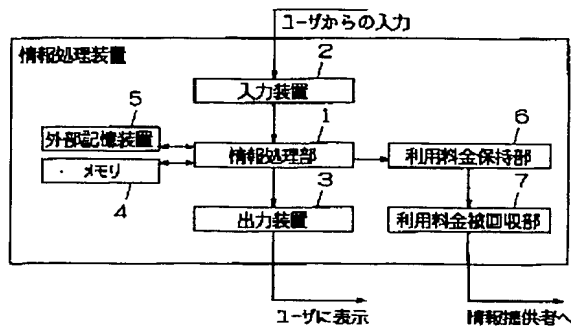 ユーザからの入力
情報処理装置
2
入力装置
5
1
6
外部記憶装置
情報処理部
利用料金保持部
メモリ
4
3
7
出力装置
利用料金被回収部
ユーザに表示
情報提供者へ